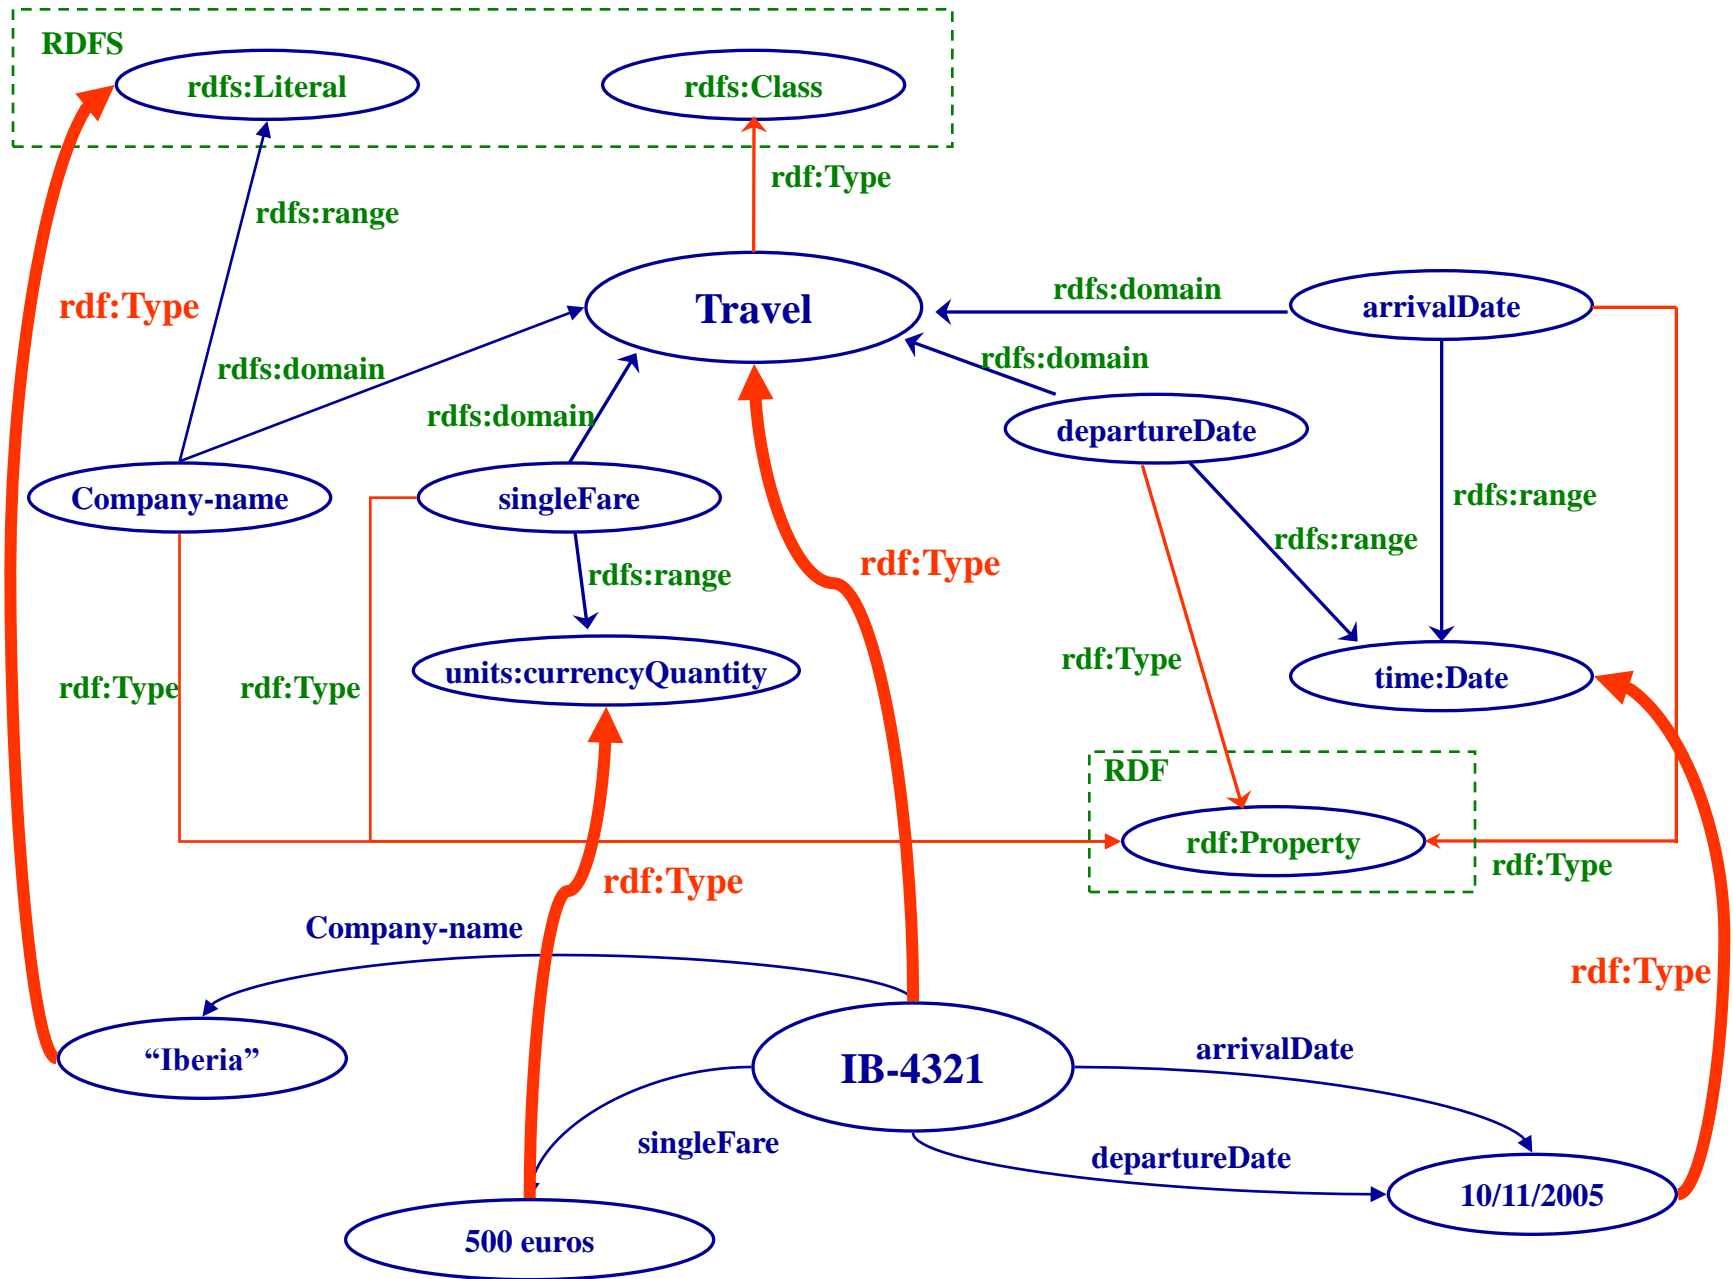 RDFS
rdfs:Literal
rdfs:Class
rdf:Type
rdfs:range
rdf:Type
Travel
rdfs:domain
arrivalDate
rdfs:domain
rdfs:domain
rdfs:domain
departureDate
Company-name
singleFare
rdfs:range
rdfs:range
rdf:Type
rdfs:range
rdf:Type
units:currencyQuantity
time:Date
rdf:Type
rdf:Type
RDF
rdf:Property
rdf:Type
rdf:Type
Company-name
rdf:Type
“Iberia”
IB-4321
arrivalDate
singleFare
departureDate
10/11/2005
500 euros